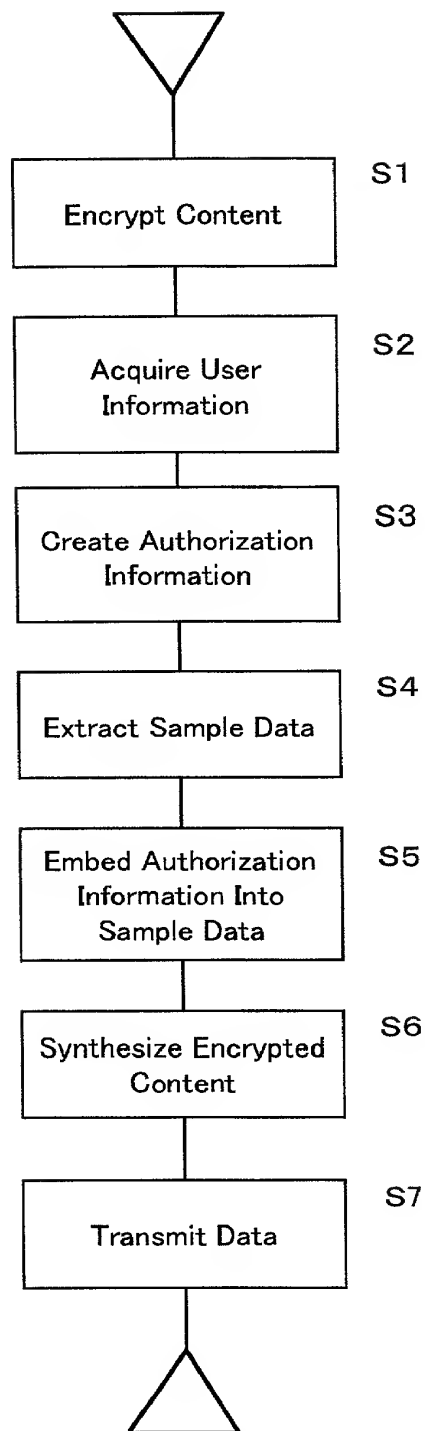 S1
Encrypt Content
S2
Acquire User
Information
S3
Create Authorization
Information
S4
Extract Sample Data
S5
Embed Authorization
Information Into
Sample Data
S6
Synthesize Encrypted
Content
S7
Transmit Data